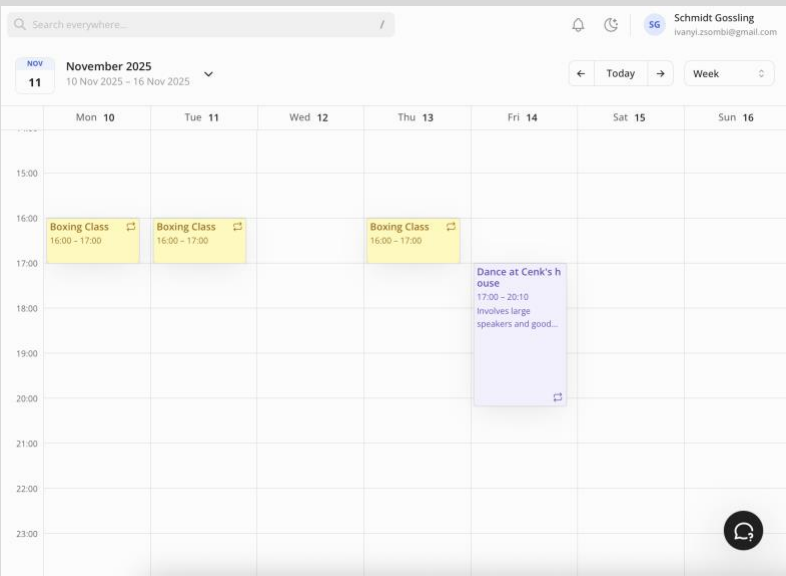 Search everywhere...
/
SG
Schmidt Gossling
ivanyi.zsombi@gmail.com
NOV
11
November 2025
10 Nov 2025 – 16 Nov 2025
Today
Week
Mon 10
Tue 11
Wed 12
Thu 13
Fri 14
Sat 15
Sun 16
15:00
16:00
Boxing Class
16:00 – 17:00
Boxing Class
16:00 – 17:00
Boxing Class
16:00 – 17:00
17:00
Dance at Cenk's h
ouse
17:00 – 20:10
Involves large
speakers and good...
18:00
19:00
20:00
21:00
22:00
23:00